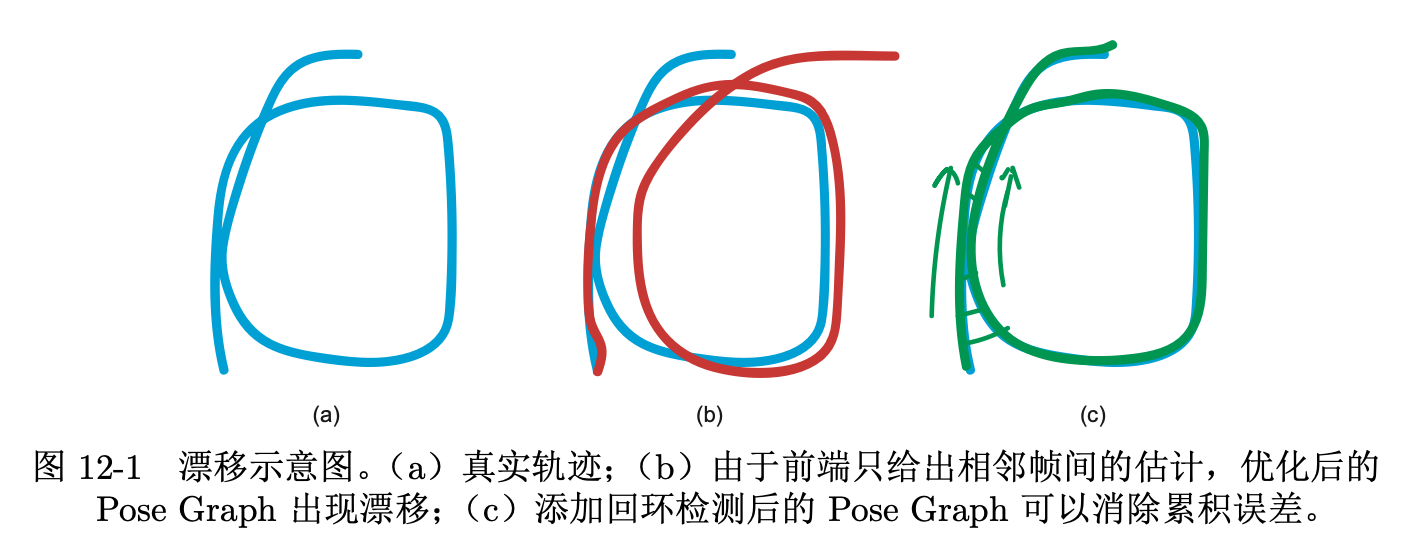 (a) (b) (c)
图 12-1 漂移示意图。（a）真实轨迹；（b）由于前端只给出相邻帧间的估计，优化后的
Pose Graph 出现漂移；（c）添加回环检测后的 Pose Graph 可以消除累积误差。